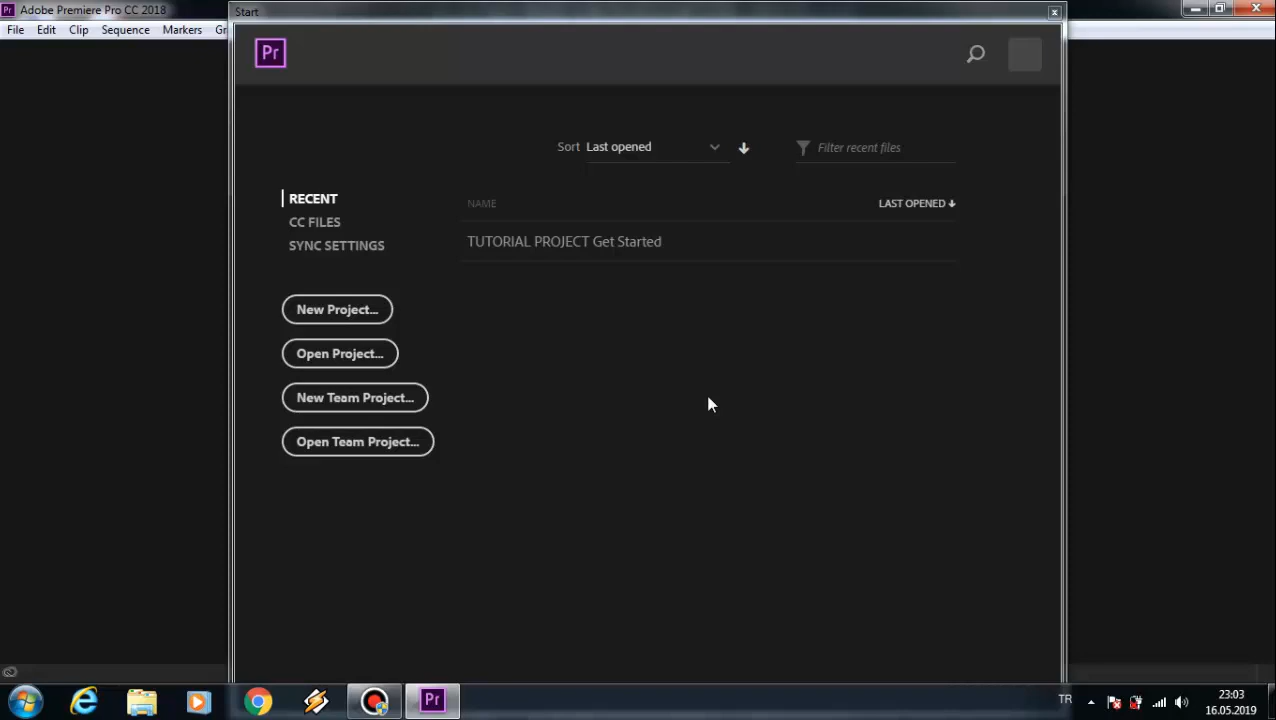 Adobe Premiere Pro CC 2018
Start
File Edit Clip Sequence Markers Gr
Pr
Sort Last opened
Filter recent files
RECENT
CC FILES
SYNC SETTINGS
NAME
LAST OPENED
TUTORIAL PROJECT Get Started
New Project...
Open Project...
New Team Project...
Open Team Project...
Pr
TR
23:03
16.05.2019